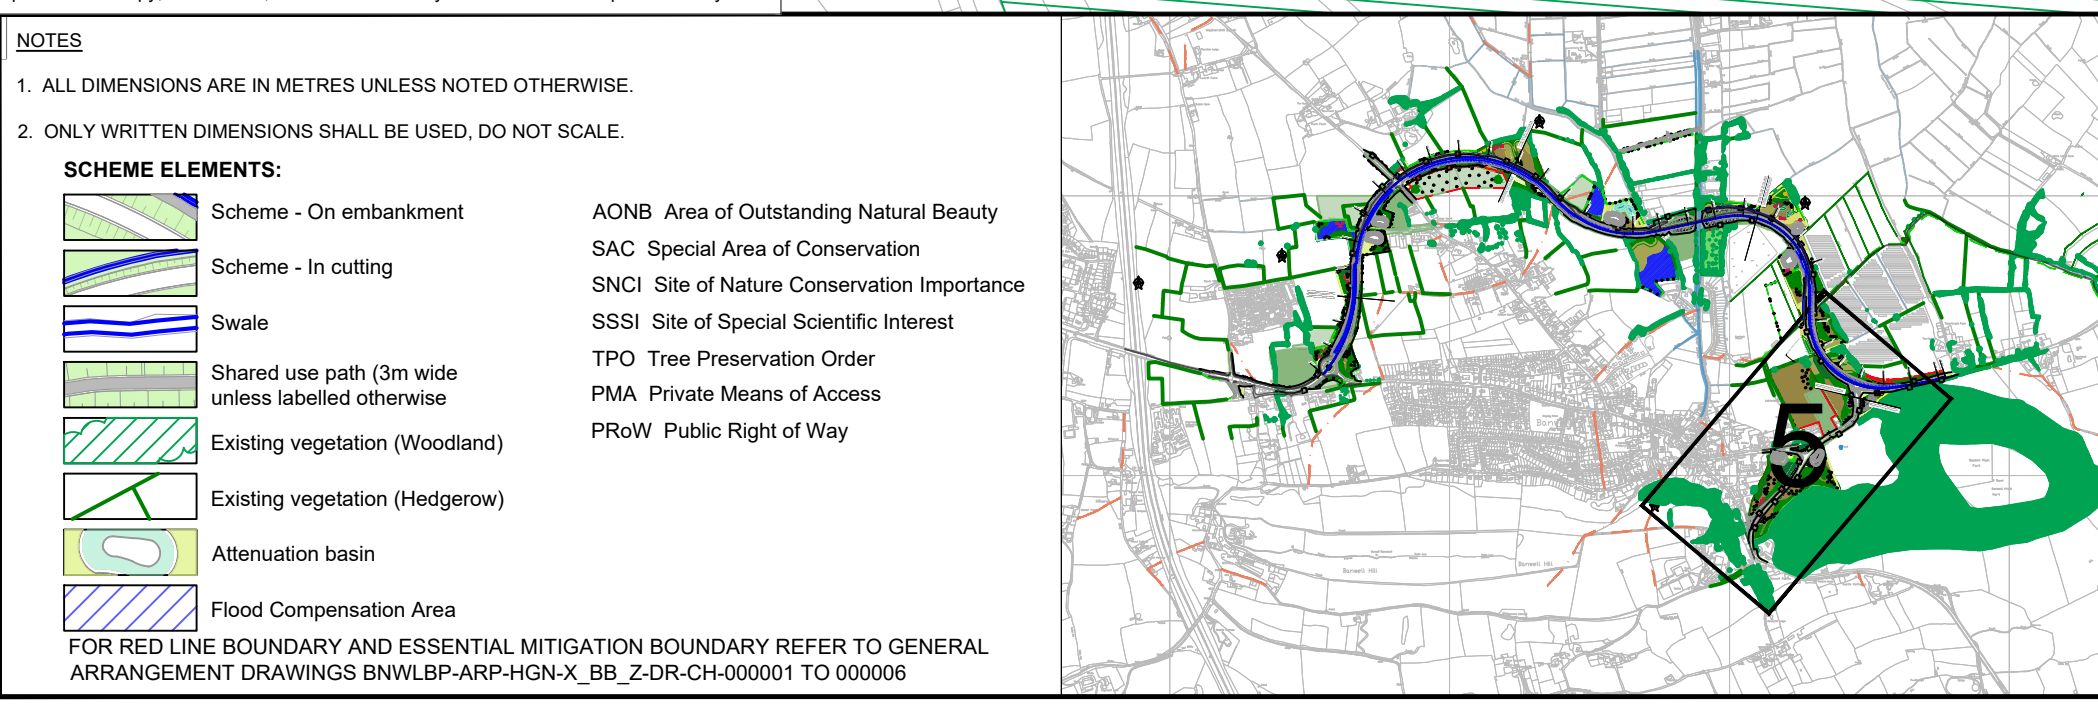 NOTES
1. ALL DIMENSIONS ARE IN METRES UNLESS NOTED OTHERWISE.
2. ONLY WRITTEN DIMENSIONS SHALL BE USED, DO NOT SCALE.
SCHEME ELEMENTS:
Scheme - On embankment
Scheme - In cutting
Swale
Shared use path (3m wide
unless labelled otherwise
Existing vegetation (Woodland)
Existing vegetation (Hedgerow)
Attenuation basin
Flood Compensation Area
AONB Area of Outstanding Natural Beauty
SAC Special Area of Conservation
SNCI Site of Nature Conservation Importance
SSSI Site of Special Scientific Interest
TPO Tree Preservation Order
PMA Private Means of Access
PRoW Public Right of Way
FOR RED LINE BOUNDARY AND ESSENTIAL MITIGATION BOUNDARY REFER TO GENERAL
ARRANGEMENT DRAWINGS BNWLBP-ARP-HGN-X_BB_Z-DR-CH-000001 TO 000006
5
Banwell Hill
Banwell Hill